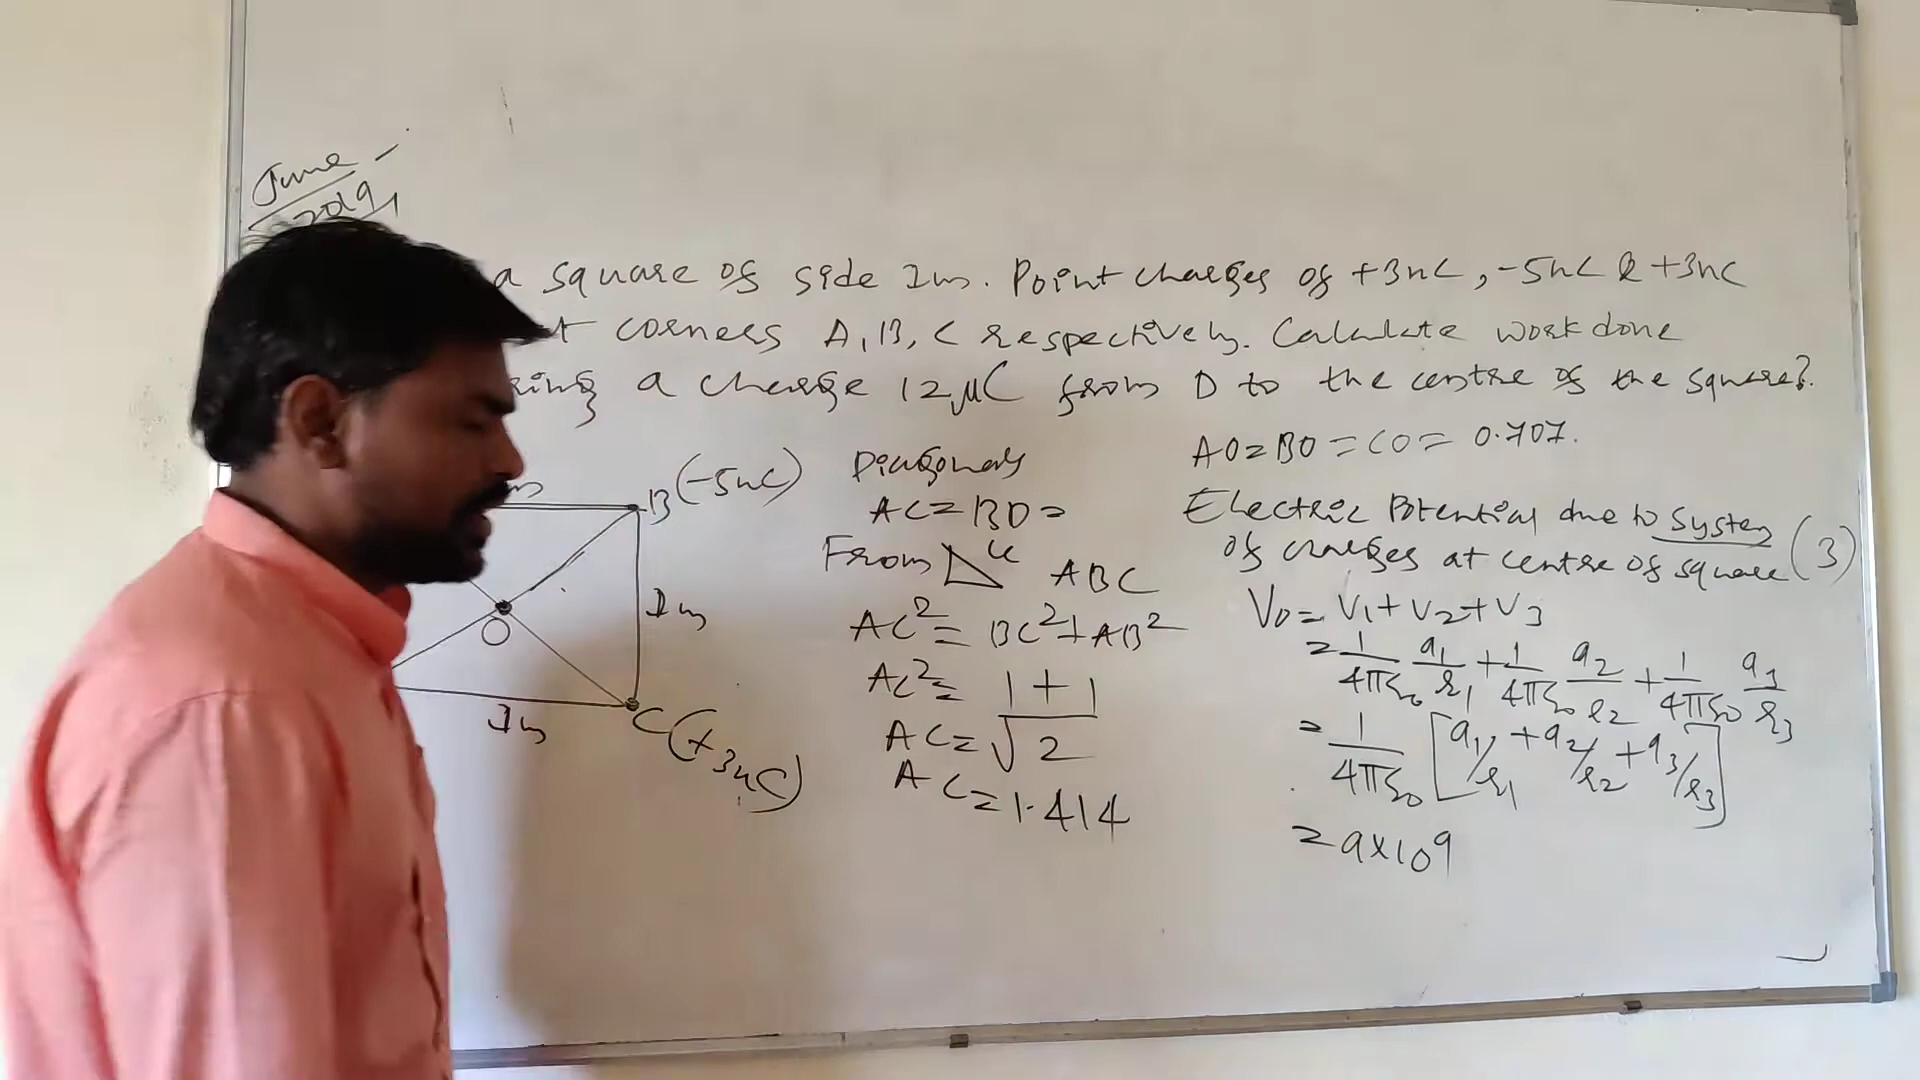 June -
2019
a square of side 1m. Point charges of +3nC, -5nC & +3nC
t corners A, B, C respectively. Calculate work done
ring a charge 12μC from D to the centre of the square?
B(-5nC)
O
1m
1m
C(+3nC)
Diagonals
AC = BD =
From ◺le ABC
AC² = BC² + AB²
AC² = 1 + 1
AC = √2
AC = 1.414
AO = BO = CO = 0.707.
Electric Potential due to system
of charges at centre of square (3)
V₀ = V₁ + V₂ + V₃
= 1/4πε₀ q₁/r₁ + 1/4πε₀ q₂/r₂ + 1/4πε₀ q₃/r₃
= 1/4πε₀ [q₁/r₁ + q₂/r₂ + q₃/r₃]
= 9×10⁹